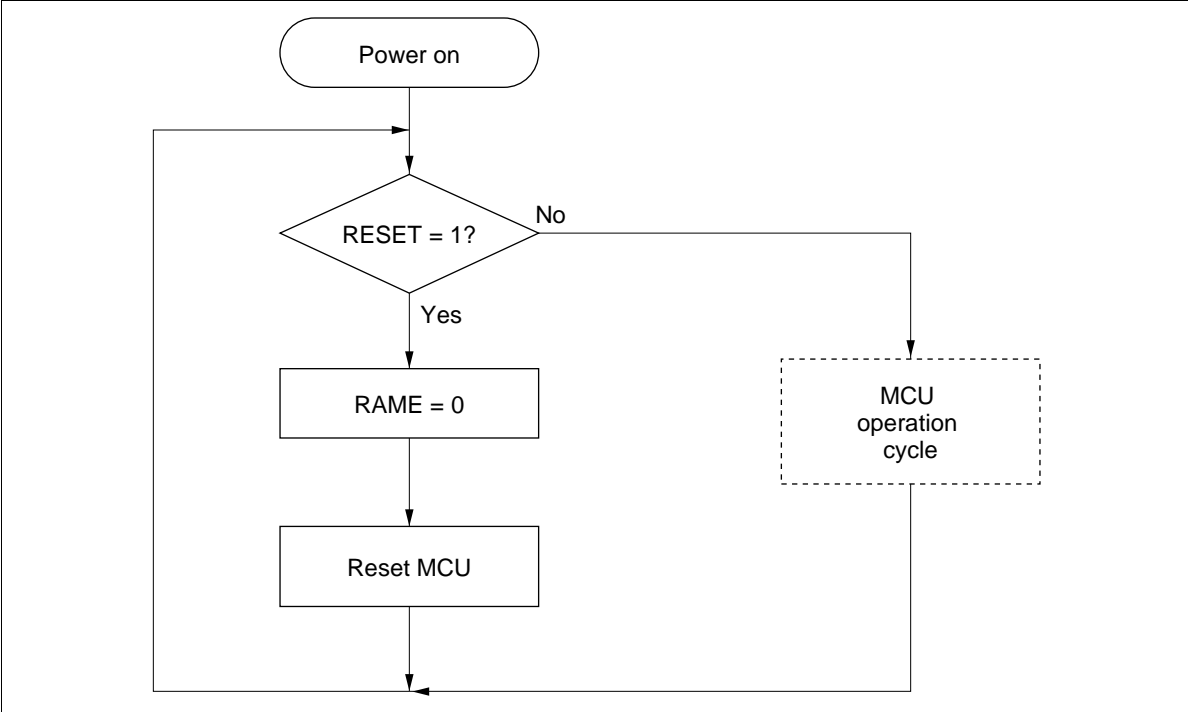 Power on
RESET = 1?
No
Yes
RAME = 0
MCU
operation
cycle
Reset MCU